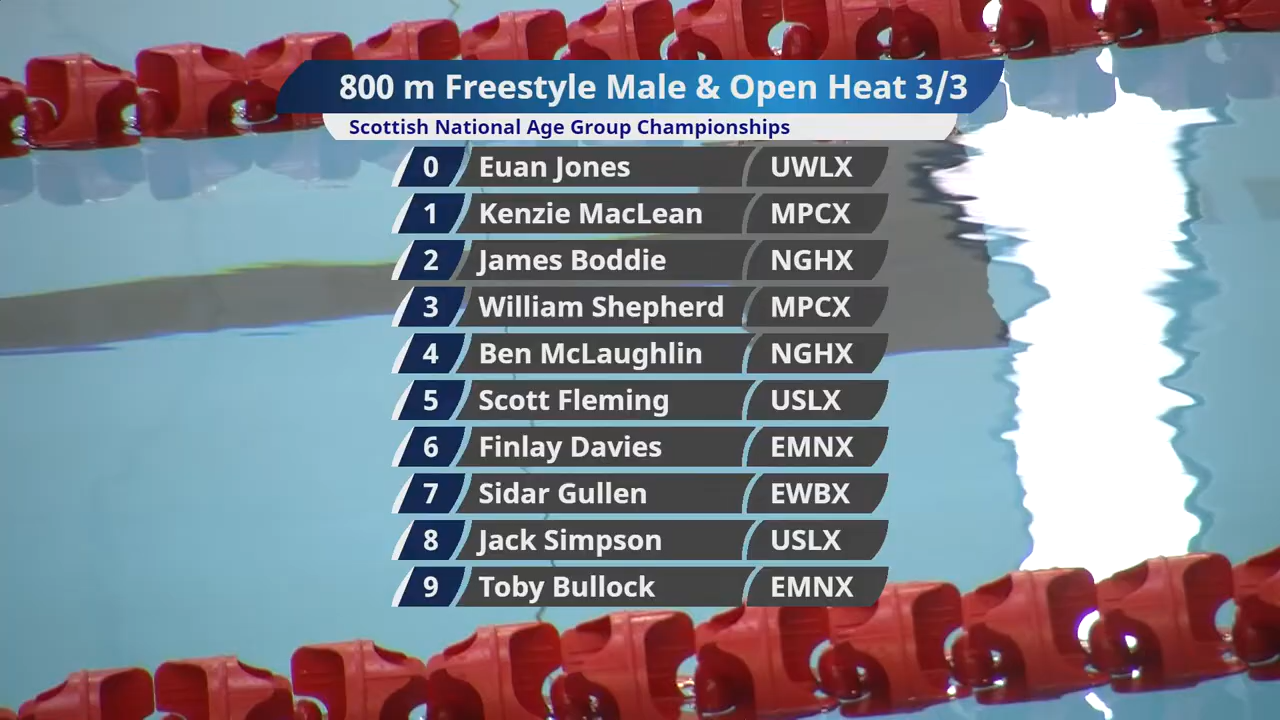 800 m Freestyle Male & Open Heat 3/3
Scottish National Age Group Championships
0 Euan Jones UWLX
1 Kenzie MacLean MPCX
2 James Boddie NGHX
3 William Shepherd MPCX
4 Ben McLaughlin NGHX
5 Scott Fleming USLX
6 Finlay Davies EMNX
7 Sidar Gullen EWBX
8 Jack Simpson USLX
9 Toby Bullock EMNX